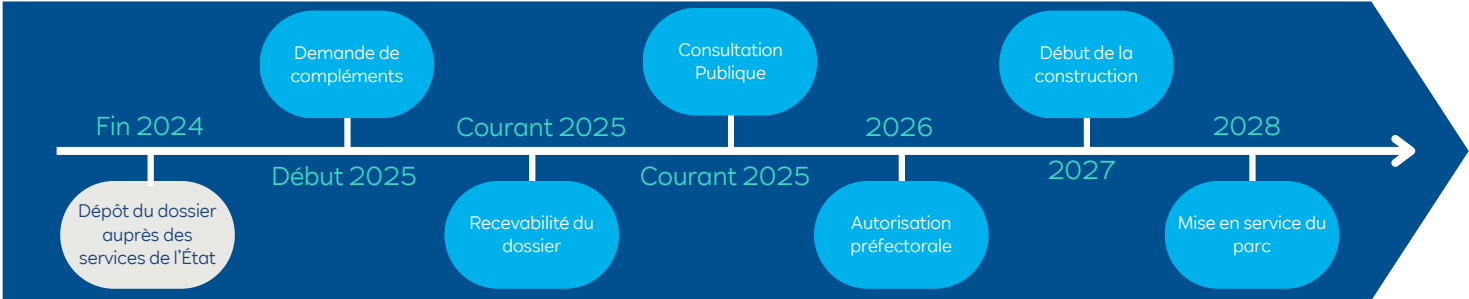 Fin 2024
Dépôt du dossier
auprès des
services de l'État
Demande de
compléments
Début 2025
Courant 2025
Recevabilité du
dossier
Consultation
Publique
Courant 2025
2026
Autorisation
préfectorale
Début de la
construction
2027
2028
Mise en service du
parc